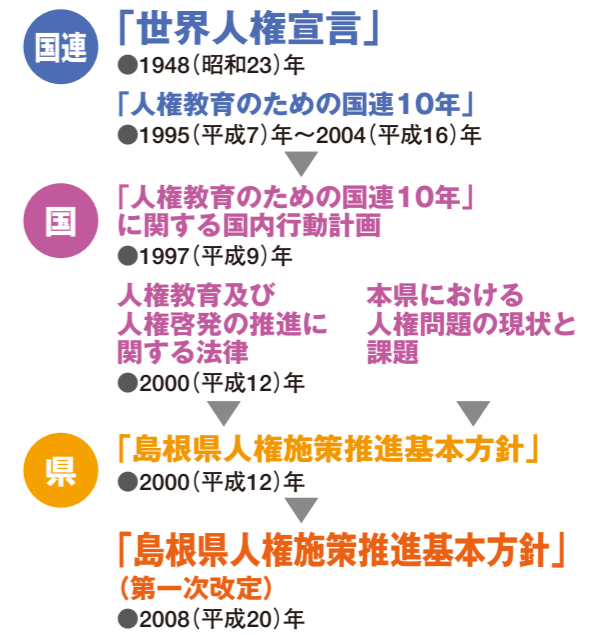 国連
「世界人権宣言」
●1948(昭和23)年
「人権教育のための国連10年」
●1995(平成7)年～2004(平成16)年
国
「人権教育のための国連10年」
に関する国内行動計画
●1997(平成9)年
人権教育及び
人権啓発の推進に
関する法律
●2000(平成12)年
本県における
人権問題の現状と
課題
県
「島根県人権施策推進基本方針」
●2000(平成12)年
「島根県人権施策推進基本方針」
(第一次改定)
●2008(平成20)年